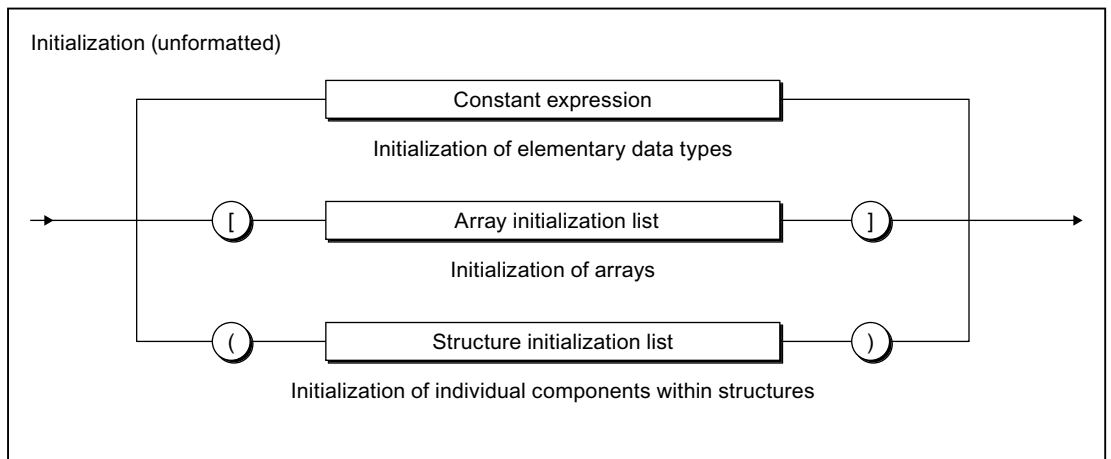 Initialization (unformatted)
Constant expression
Initialization of elementary data types
[ Array initialization list ]
Initialization of arrays
( Structure initialization list )
Initialization of individual components within structures